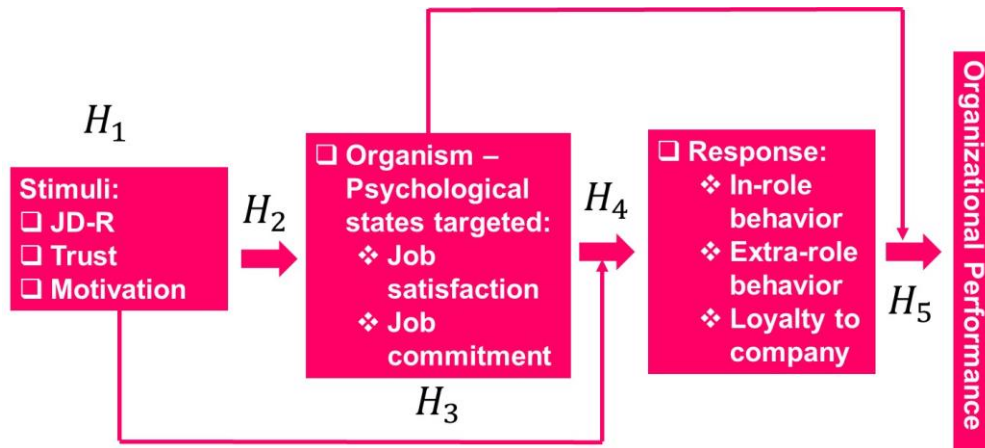 H₁
Stimuli:
❑ JD-R
❑ Trust
❑ Motivation
H₂
❑ Organism –
Psychological
states targeted:
❖ Job
satisfaction
❖ Job
commitment
H₃
H₄
❑ Response:
❖ In-role
behavior
❖ Extra-role
behavior
❖ Loyalty to
company
H₅
Organizational Performance